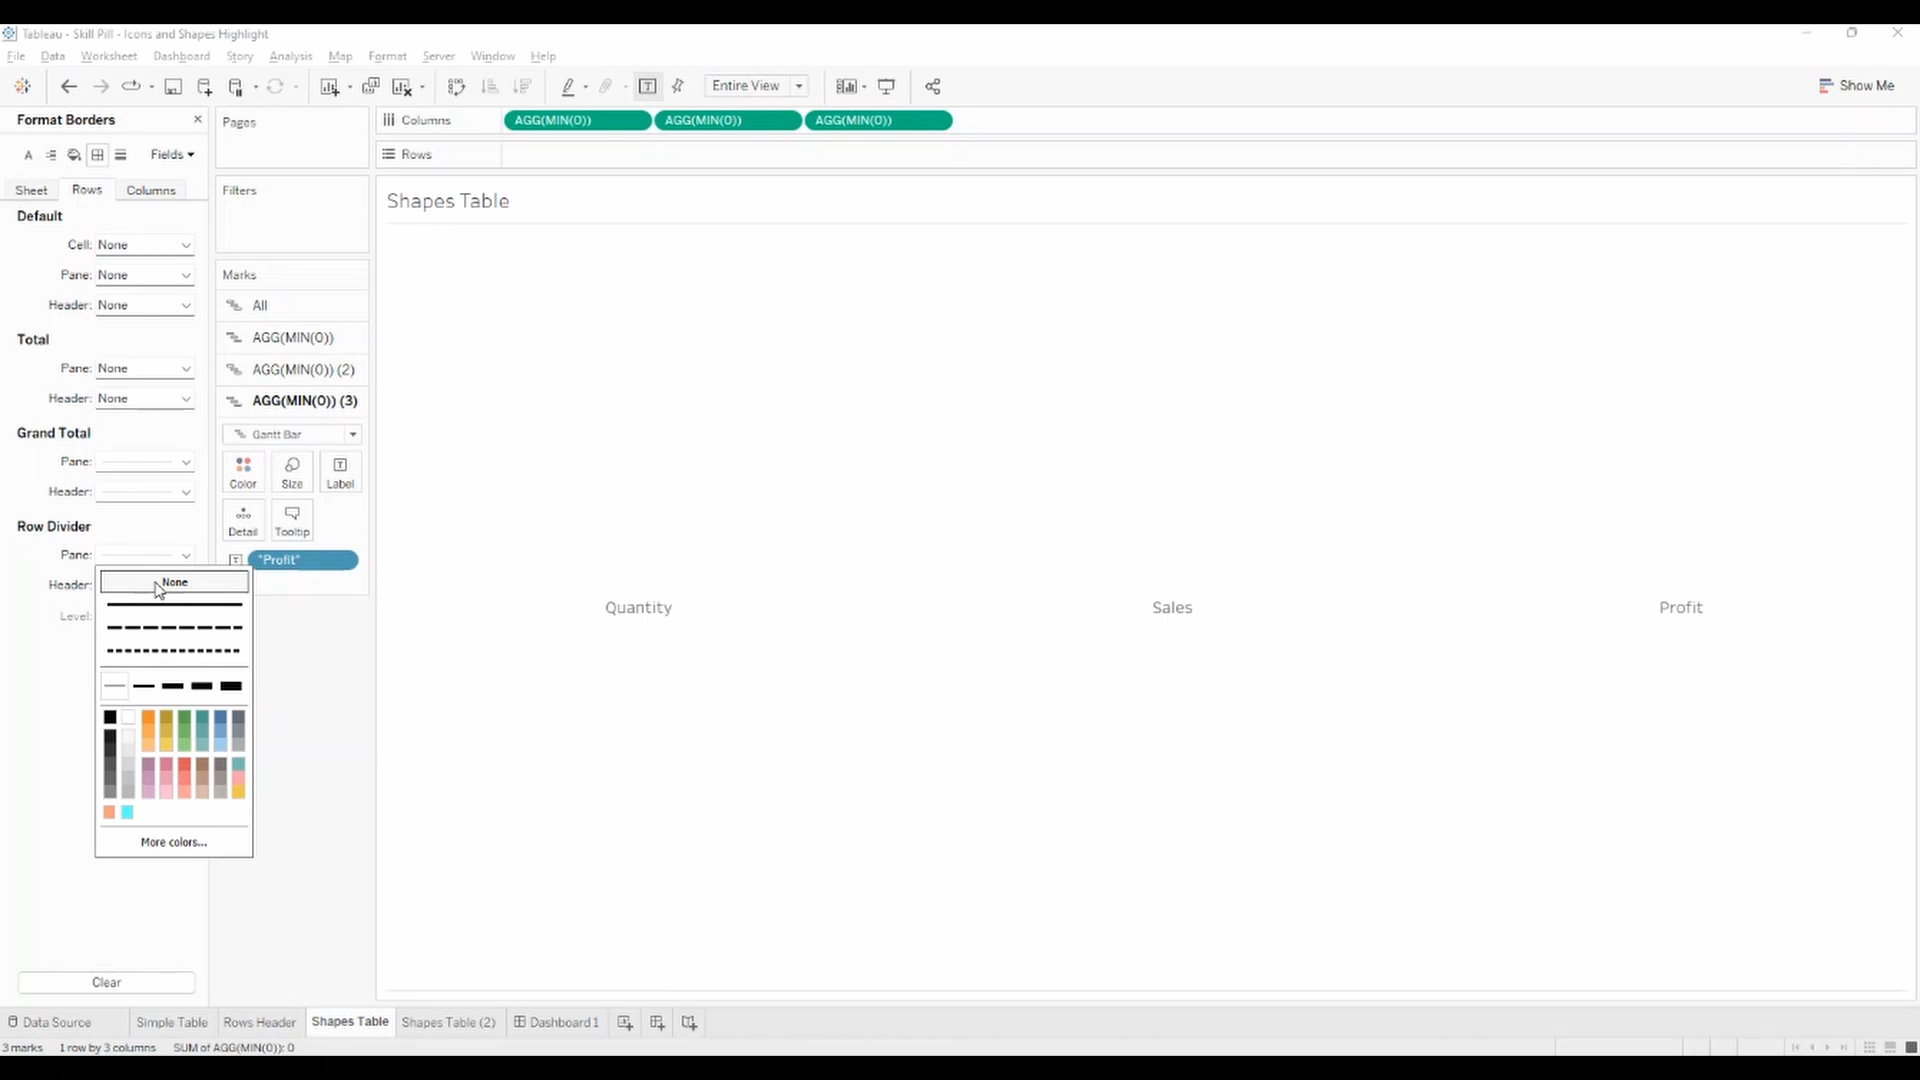 Tableau - Skill Pill - Icons and Shapes Highlight
File Data Worksheet Dashboard Story Analysis Map Format Server Window Help
Entire View
Show Me
Format Borders
Fields
Sheet Rows Columns
Default
Cell: None
Pane: None
Header: None
Total
Pane: None
Header: None
Grand Total
Pane:
Header:
Row Divider
Pane:
Header:
Level:
None
More colors...
Clear
Pages
Filters
Marks
All
AGG(MIN(0))
AGG(MIN(0)) (2)
AGG(MIN(0)) (3)
Gantt Bar
Color Size Label
Detail Tooltip
"Profit"
Columns AGG(MIN(0)) AGG(MIN(0)) AGG(MIN(0))
Rows
Shapes Table
Quantity Sales Profit
Data Source Simple Table Rows Header Shapes Table Shapes Table (2) Dashboard 1
3 marks 1 row by 3 columns SUM of AGG(MIN(0)): 0